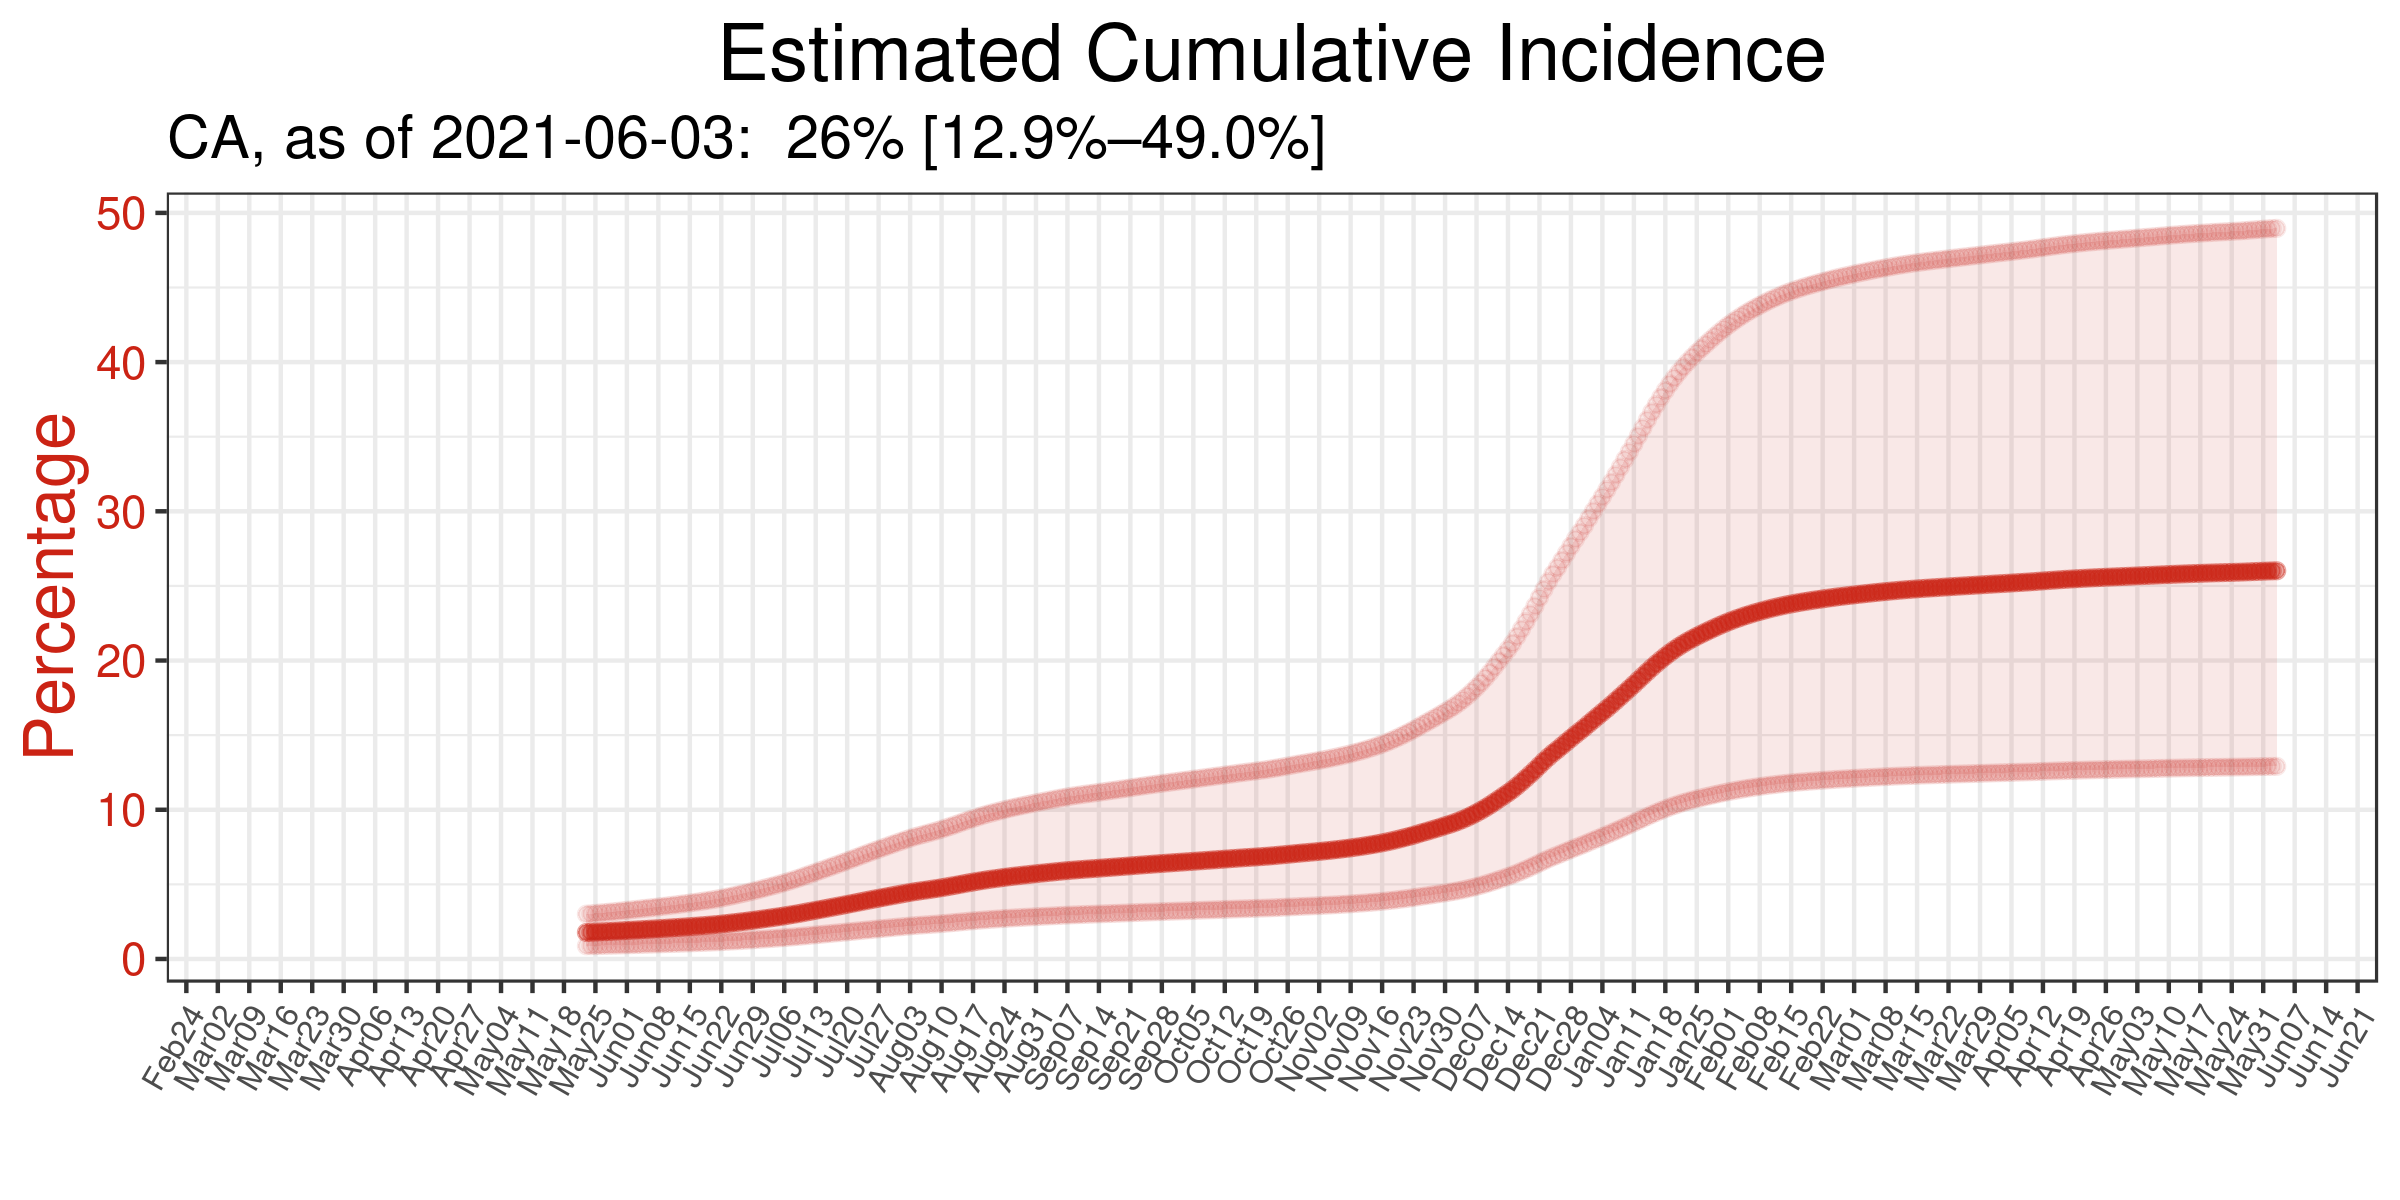 Estimated Cumulative Incidence
CA, as of 2021-06-03:  26% [12.9%–49.0%]
Percentage
50
40
30
20
10
0
Feb24
Mar02
Mar09
Mar16
Mar23
Mar30
Apr06
Apr13
Apr20
Apr27
May04
May11
May18
May25
Jun01
Jun08
Jun15
Jun22
Jun29
Jul06
Jul13
Jul20
Jul27
Aug03
Aug10
Aug17
Aug24
Aug31
Sep07
Sep14
Sep21
Sep28
Oct05
Oct12
Oct19
Oct26
Nov02
Nov09
Nov16
Nov23
Nov30
Dec07
Dec14
Dec21
Dec28
Jan04
Jan11
Jan18
Jan25
Feb01
Feb08
Feb15
Feb22
Mar01
Mar08
Mar15
Mar22
Mar29
Apr05
Apr12
Apr19
Apr26
May03
May10
May17
May24
May31
Jun07
Jun14
Jun21